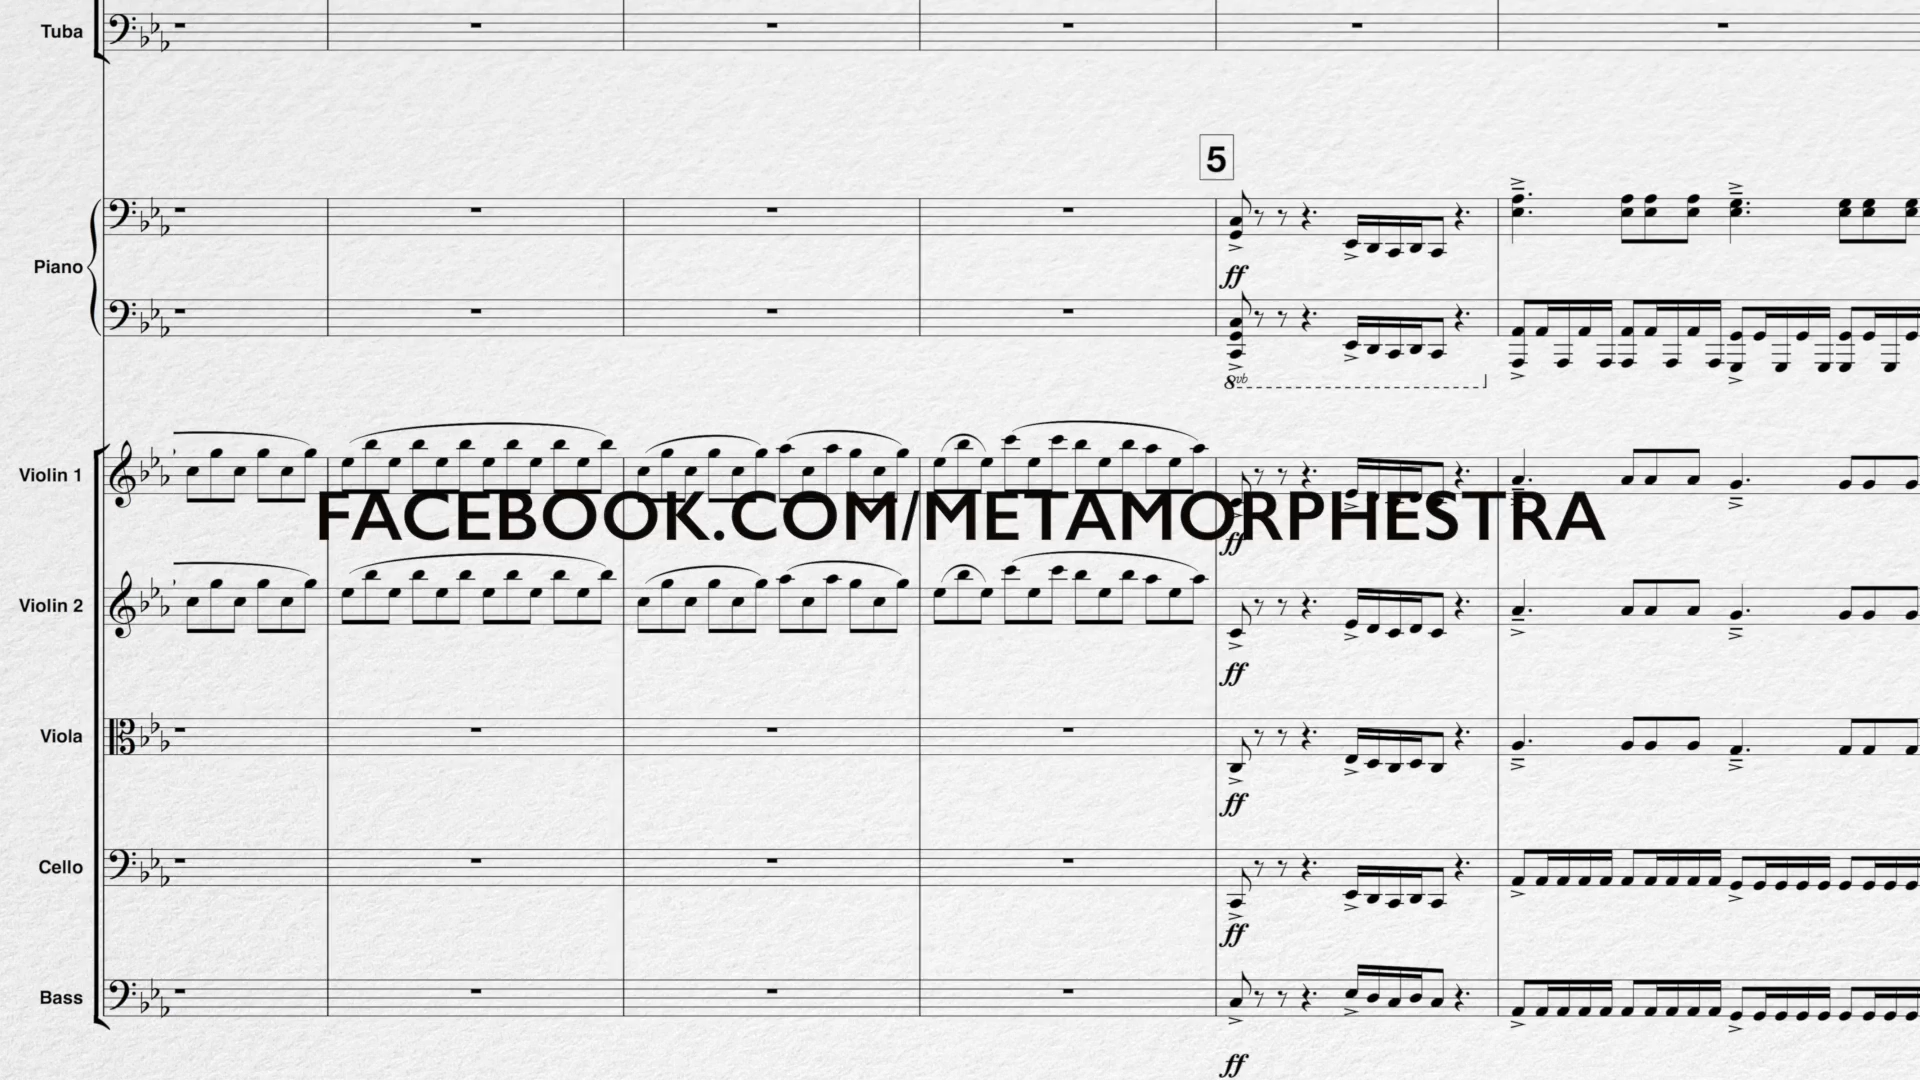 Tuba
5
Piano
ff
8vb
Violin 1
FACEBOOK.COM/METAMORPHESTRA
ff
Violin 2
ff
Viola
ff
Cello
ff
Bass
ff